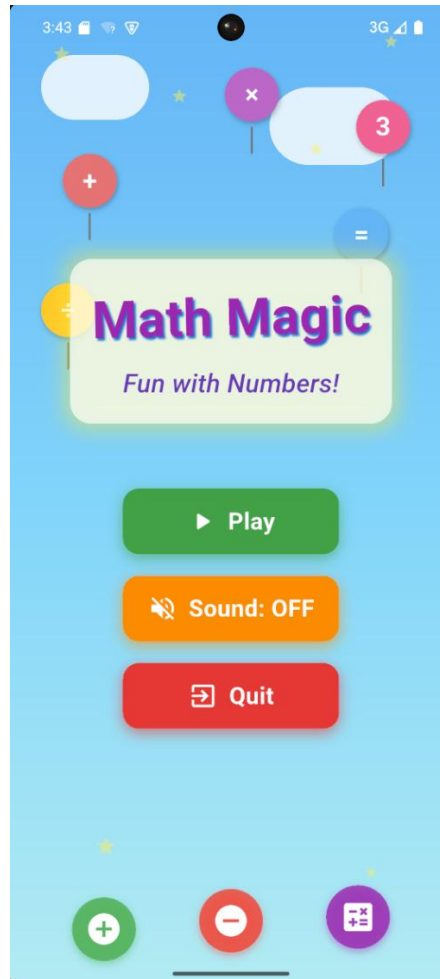 3:43
3G
×
3
+
=
÷
Math Magic
Fun with Numbers!
Play
Sound: OFF
Quit